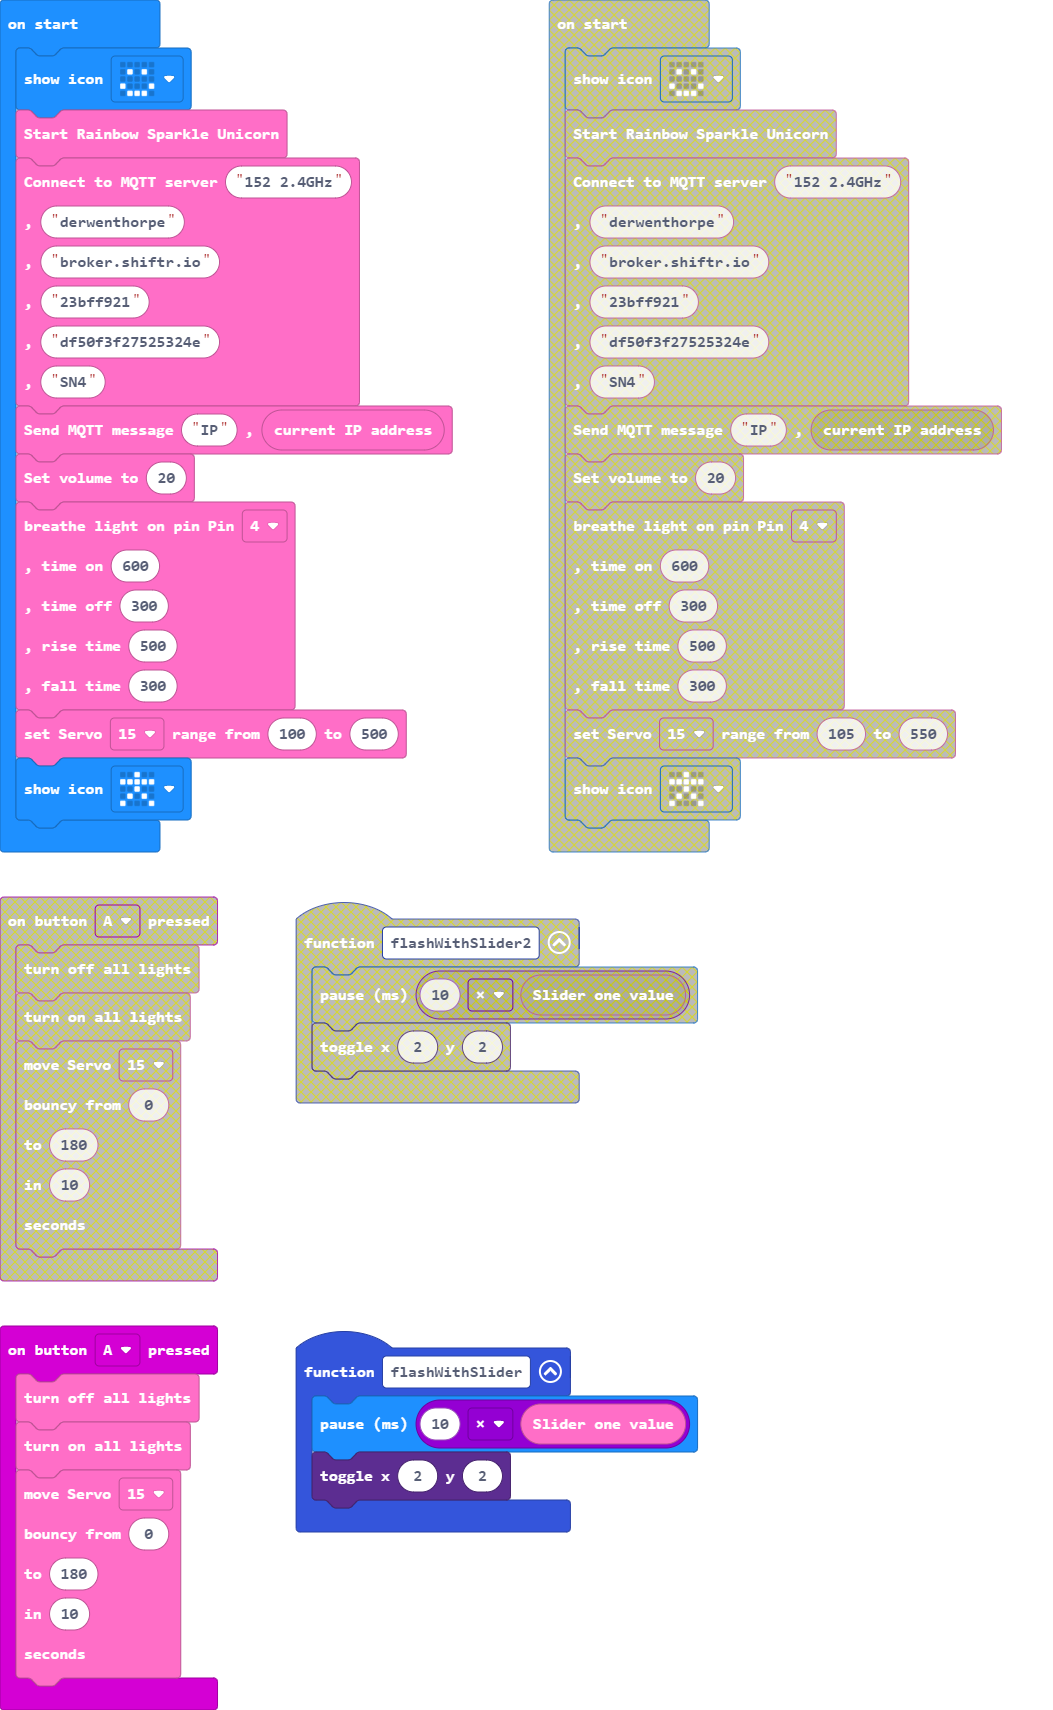 on start
show icon
Start Rainbow Sparkle Unicorn
Connect to MQTT server "152 2.4GHz"
, "derwenthorpe"
, "broker.shiftr.io"
, "23bff921"
, "df50f3f27525324e"
, "SN4"
Send MQTT message "IP" , current IP address
Set volume to 20
breathe light on pin Pin 4
, time on 600
, time off 300
, rise time 500
, fall time 300
set Servo 15 range from 100 to 500
show icon
on start
show icon
Start Rainbow Sparkle Unicorn
Connect to MQTT server "152 2.4GHz"
, "derwenthorpe"
, "broker.shiftr.io"
, "23bff921"
, "df50f3f27525324e"
, "SN4"
Send MQTT message "IP" , current IP address
Set volume to 20
breathe light on pin Pin 4
, time on 600
, time off 300
, rise time 500
, fall time 300
set Servo 15 range from 105 to 550
show icon
on button A pressed
turn off all lights
turn on all lights
move Servo 15
bouncy from 0
to 180
in 10
seconds
function flashWithSlider2
pause (ms) 10 × Slider one value
toggle x 2 y 2
on button A pressed
turn off all lights
turn on all lights
move Servo 15
bouncy from 0
to 180
in 10
seconds
function flashWithSlider
pause (ms) 10 × Slider one value
toggle x 2 y 2